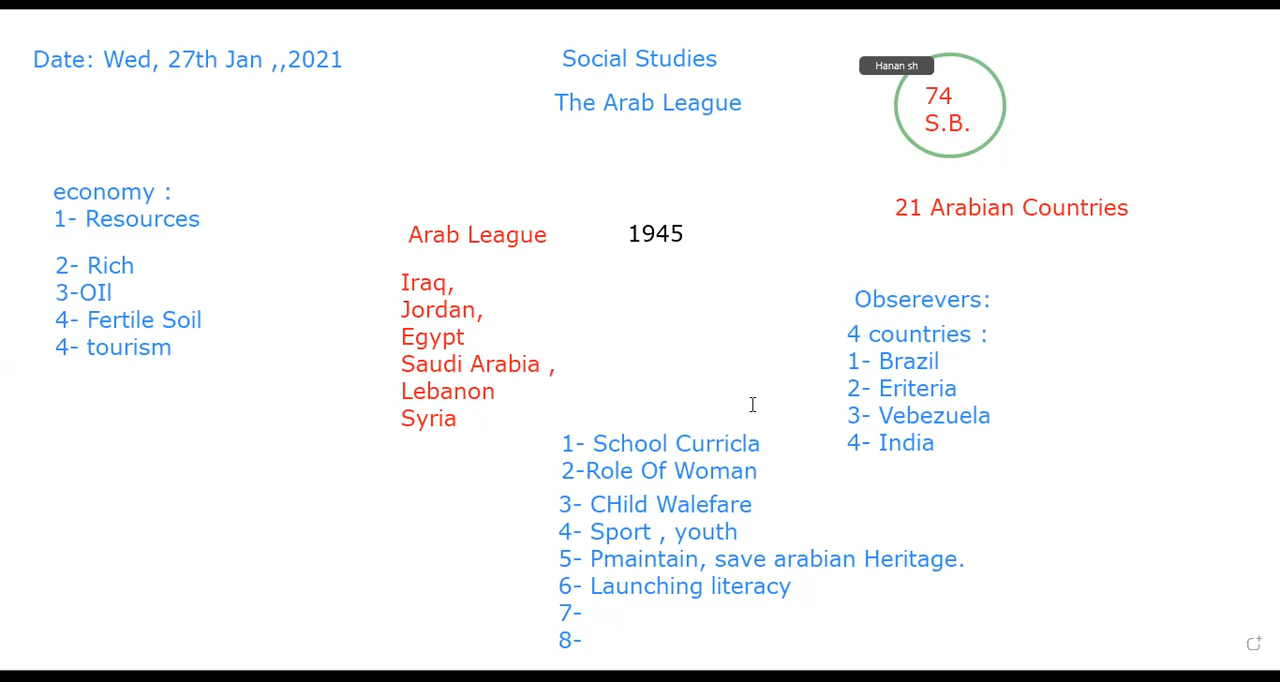 Date: Wed, 27th Jan ,,2021
Social Studies
The Arab League
Hanan sh
74
S.B.
economy :
1- Resources
2- Rich
3-OIl
4- Fertile Soil
4- tourism
Arab League
1945
Iraq,
Jordan,
Egypt
Saudi Arabia ,
Lebanon
Syria
21 Arabian Countries
Obserevers:
4 countries :
1- Brazil
2- Eriteria
3- Vebezuela
4- India
1- School Curricla
2-Role Of Woman
3- CHild Walefare
4- Sport , youth
5- Pmaintain, save arabian Heritage.
6- Launching literacy
7-
8-